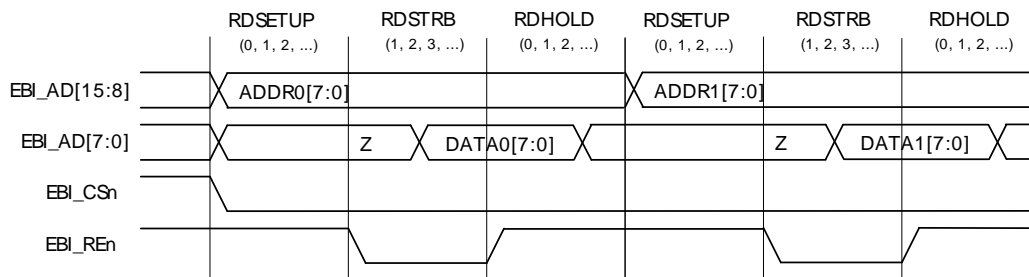 RDSETUP RDSTRB RDHOLD RDSETUP RDSTRB RDHOLD
(0, 1, 2, ...) (1, 2, 3, ...) (0, 1, 2, ...) (0, 1, 2, ...) (1, 2, 3, ...) (0, 1, 2, ...)
EBI_AD[15:8] ADDR0[7:0] ADDR1[7:0]
EBI_AD[7:0] Z DATA0[7:0] Z DATA1[7:0]
EBI_CSn
EBI_REn